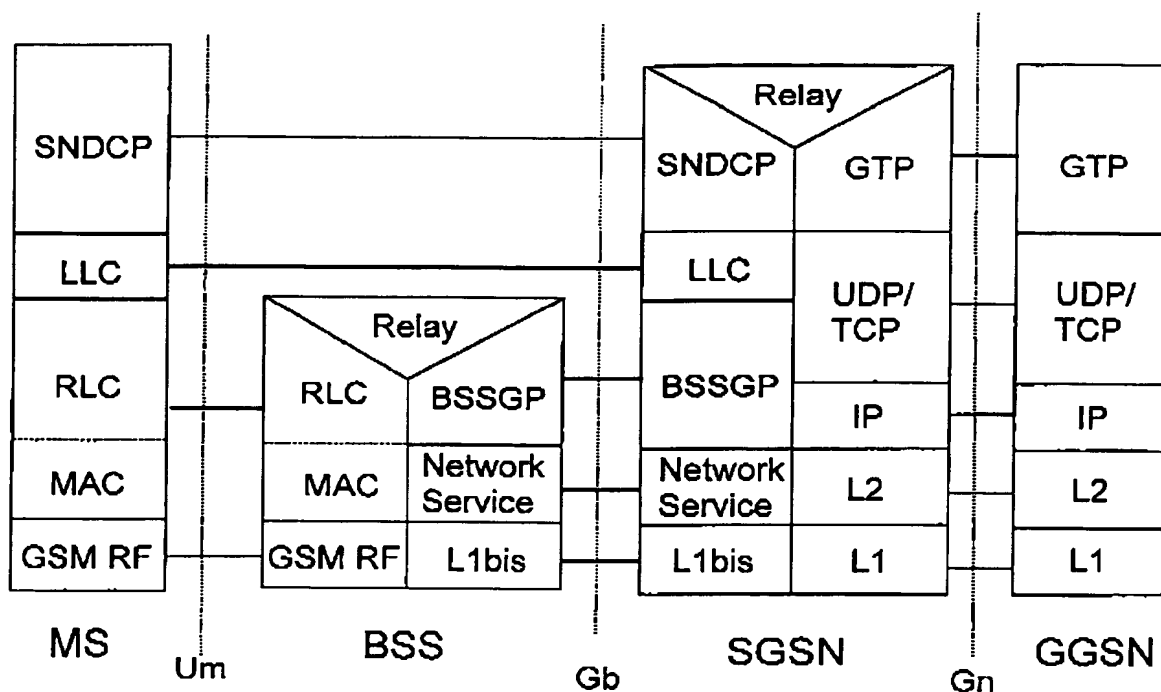 Relay
SNDCP
SNDCP
GTP
GTP
LLC
LLC
Relay
UDP/
TCP
UDP/
TCP
RLC
RLC
BSSGP
BSSGP
IP
IP
MAC
MAC
Network
Service
Network
Service
L2
L2
GSM RF
GSM RF
L1bis
L1bis
L1
L1
MS
Um
BSS
Gb
SGSN
Gn
GGSN